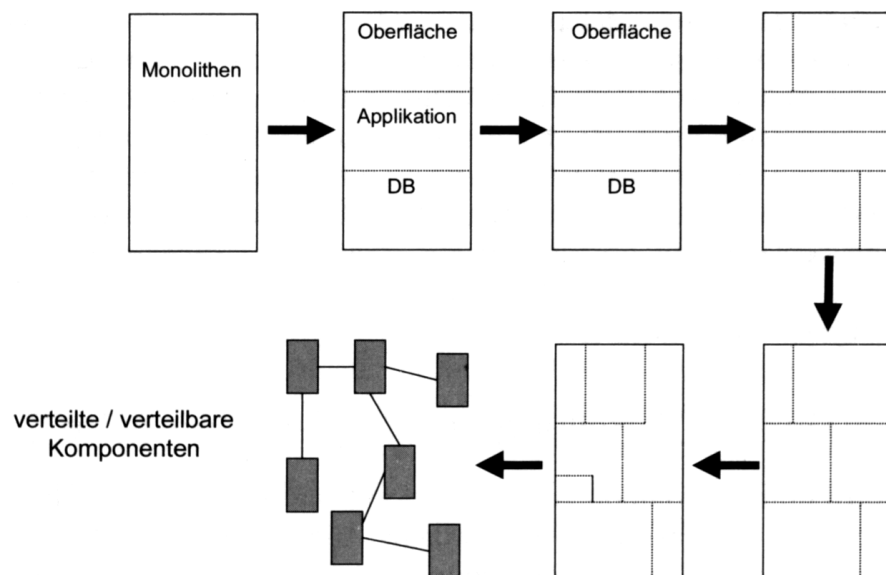 Monolithen
Oberfläche
Applikation
DB
Oberfläche
DB
verteilte / verteilbare
Komponenten